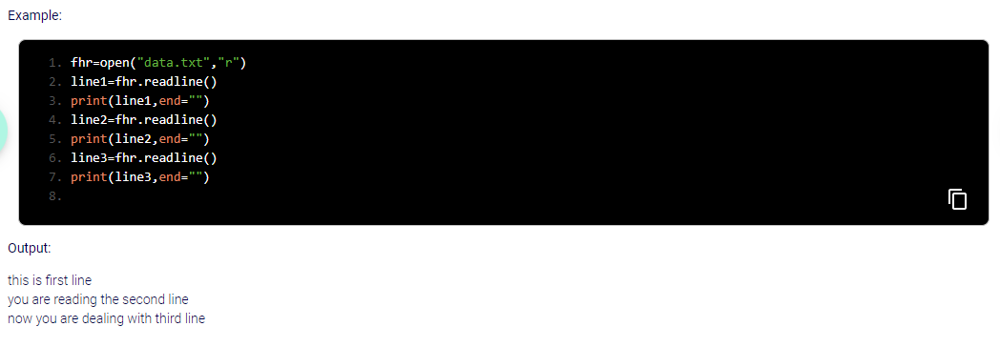 Example:
1. fhr=open("data.txt","r")
2. line1=fhr.readline()
3. print(line1,end="")
4. line2=fhr.readline()
5. print(line2,end="")
6. line3=fhr.readline()
7. print(line3,end="")
8.
Output:
this is first line
you are reading the second line
now you are dealing with third line